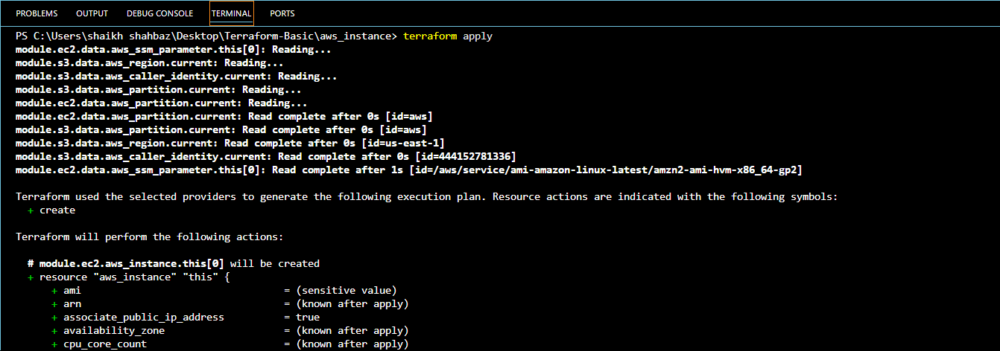 PROBLEMS OUTPUT DEBUG CONSOLE TERMINAL PORTS
PS C:\Users\shaikh shahbaz\Desktop\Terraform-Basic\aws_instance> terraform apply
module.ec2.data.aws_ssm_parameter.this[0]: Reading...
module.s3.data.aws_region.current: Reading...
module.s3.data.aws_caller_identity.current: Reading...
module.s3.data.aws_partition.current: Reading...
module.ec2.data.aws_partition.current: Reading...
module.ec2.data.aws_partition.current: Read complete after 0s [id=aws]
module.s3.data.aws_partition.current: Read complete after 0s [id=aws]
module.s3.data.aws_region.current: Read complete after 0s [id=us-east-1]
module.s3.data.aws_caller_identity.current: Read complete after 0s [id=444152781336]
module.ec2.data.aws_ssm_parameter.this[0]: Read complete after 1s [id=/aws/service/ami-amazon-linux-latest/amzn2-ami-hvm-x86_64-gp2]
Terraform used the selected providers to generate the following execution plan. Resource actions are indicated with the following symbols:
+ create
Terraform will perform the following actions:
# module.ec2.aws_instance.this[0] will be created
+ resource "aws_instance" "this" {
+ ami = (sensitive value)
+ arn = (known after apply)
+ associate_public_ip_address = true
+ availability_zone = (known after apply)
+ cpu_core_count = (known after apply)